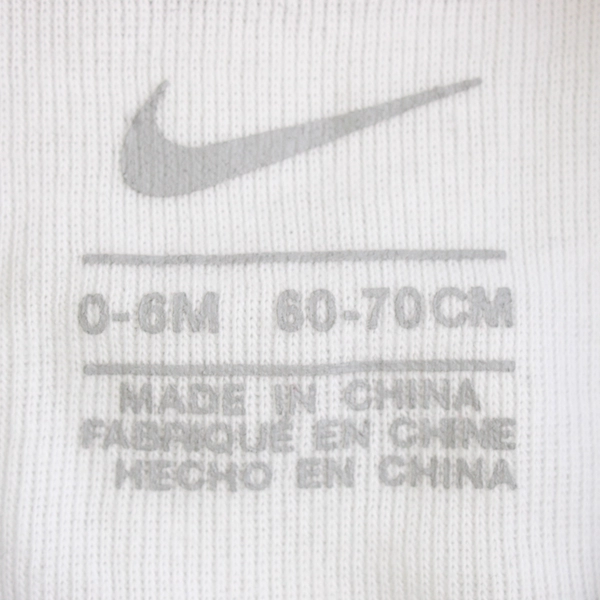 0-6M 60-70CM
MADE IN CHINA
FABRIQUÉ EN CHINE
HECHO EN CHINA